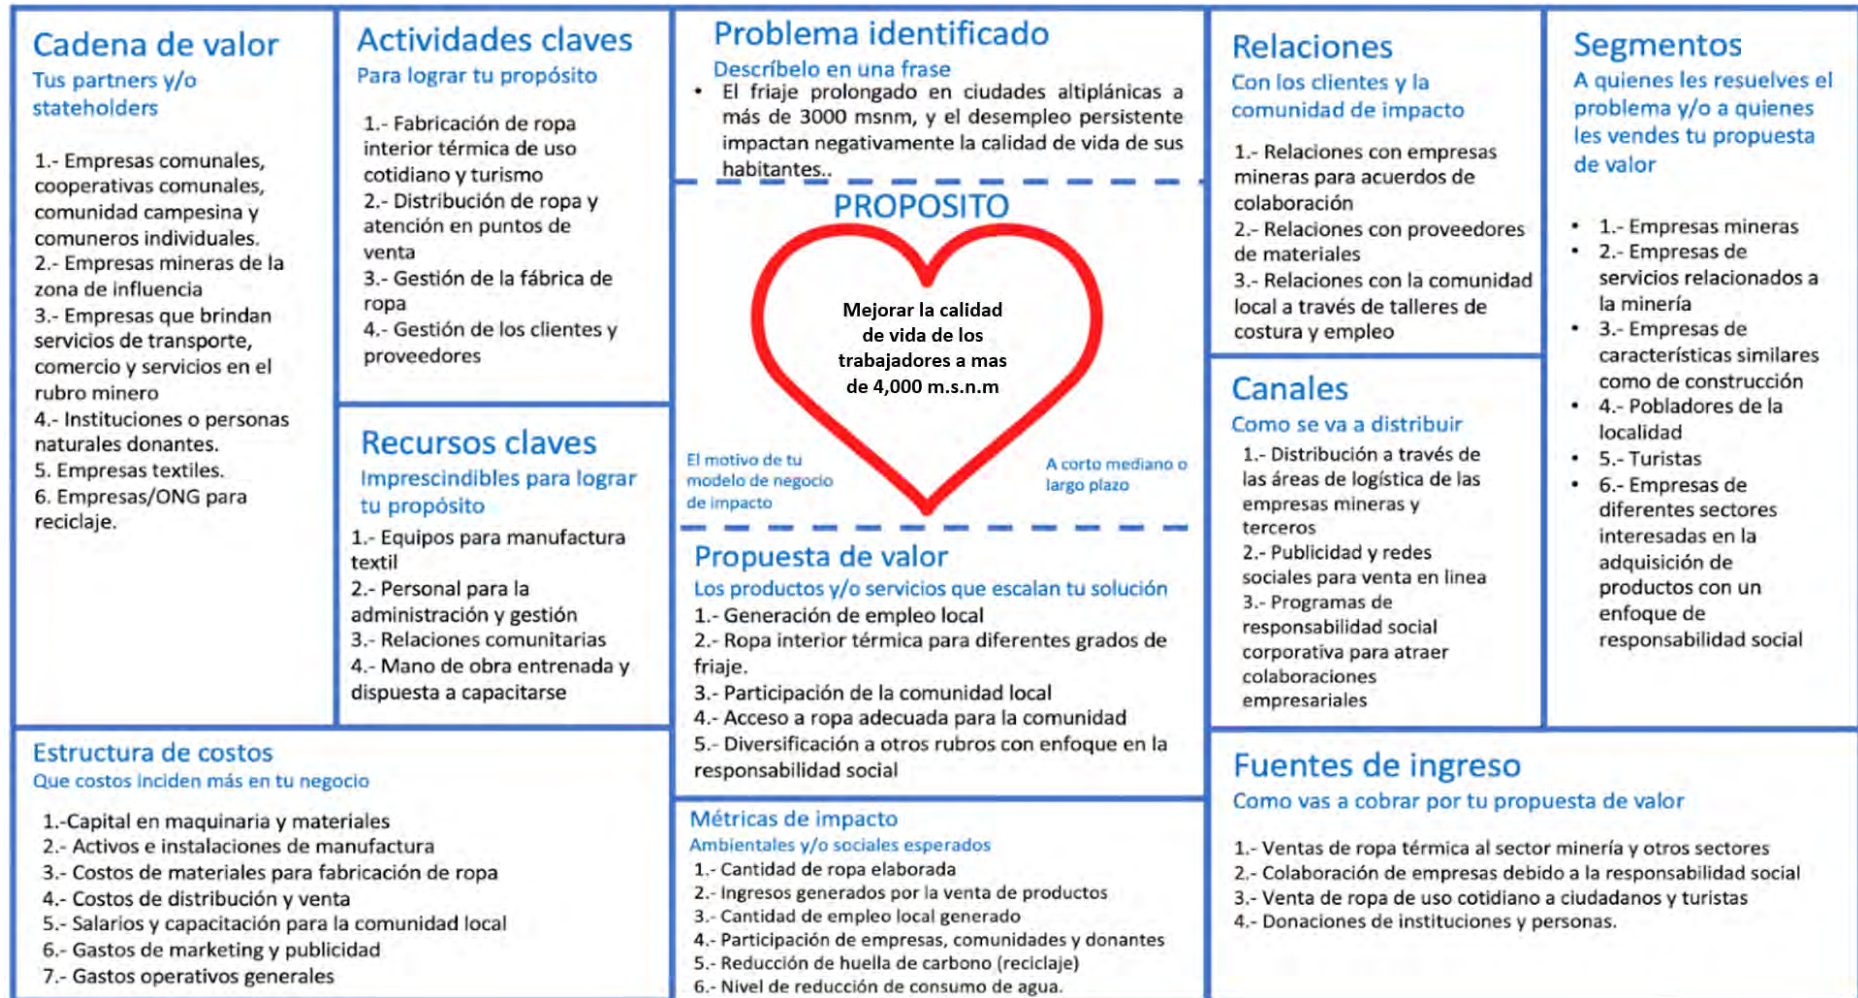 Cadena de valor
Tus partners y/o
stateholders
1.- Empresas comunales,
cooperativas comunales,
comunidad campesina y
comuneros individuales.
2.- Empresas mineras de la
zona de influencia
3.- Empresas que brindan
servicios de transporte,
comercio y servicios en el
rubro minero
4.- Instituciones o personas
naturales donantes.
5. Empresas textiles.
6. Empresas/ONG para
reciclaje.
Actividades claves
Para lograr tu propósito
1.- Fabricación de ropa
interior térmica de uso
cotidiano y turismo
2.- Distribución de ropa y
atención en puntos de
venta
3.- Gestión de la fábrica de
ropa
4.- Gestión de los clientes y
proveedores
Recursos claves
Imprescindibles para lograr
tu propósito
1.- Equipos para manufactura
textil
2.- Personal para la
administración y gestión
3.- Relaciones comunitarias
4.- Mano de obra entrenada y
dispuesta a capacitarse
Problema identificado
Descríbelo en una frase
• El friaje prolongado en ciudades altiplánicas a
más de 3000 msnm, y el desempleo persistente
impactan negativamente la calidad de vida de sus
habitantes..
PROPOSITO
Mejorar la calidad
de vida de los
trabajadores a mas
de 4,000 m.s.n.m
El motivo de tu
modelo de negocio
de impacto
A corto mediano o
largo plazo
Propuesta de valor
Los productos y/o servicios que escalan tu solución
1.- Generación de empleo local
2.- Ropa interior térmica para diferentes grados de
friaje.
3.- Participación de la comunidad local
4.- Acceso a ropa adecuada para la comunidad
5.- Diversificación a otros rubros con enfoque en la
responsabilidad social
Relaciones
Con los clientes y la
comunidad de impacto
1.- Relaciones con empresas
mineras para acuerdos de
colaboración
2.- Relaciones con proveedores
de materiales
3.- Relaciones con la comunidad
local a través de talleres de
costura y empleo
Canales
Como se va a distribuir
1.- Distribución a través de
las áreas de logística de las
empresas mineras y
terceros
2.- Publicidad y redes
sociales para venta en linea
3.- Programas de
responsabilidad social
corporativa para atraer
colaboraciones
empresariales
Segmentos
A quienes les resuelves el
problema y/o a quienes
les vendes tu propuesta
de valor
• 1.- Empresas mineras
• 2.- Empresas de
servicios relacionados a
la minería
• 3.- Empresas de
características similares
como de construcción
• 4.- Pobladores de la
localidad
• 5.- Turistas
• 6.- Empresas de
diferentes sectores
interesadas en la
adquisición de
productos con un
enfoque de
responsabilidad social
Estructura de costos
Que costos inciden más en tu negocio
1.-Capital en maquinaria y materiales
2.- Activos e instalaciones de manufactura
3.- Costos de materiales para fabricación de ropa
4.- Costos de distribución y venta
5.- Salarios y capacitación para la comunidad local
6.- Gastos de marketing y publicidad
7.- Gastos operativos generales
Métricas de impacto
Ambientales y/o sociales esperados
1.- Cantidad de ropa elaborada
2.- Ingresos generados por la venta de productos
3.- Cantidad de empleo local generado
4.- Participación de empresas, comunidades y donantes
5.- Reducción de huella de carbono (reciclaje)
6.- Nivel de reducción de consumo de agua.
Fuentes de ingreso
Como vas a cobrar por tu propuesta de valor
1.- Ventas de ropa térmica al sector minería y otros sectores
2.- Colaboración de empresas debido a la responsabilidad social
3.- Venta de ropa de uso cotidiano a ciudadanos y turistas
4.- Donaciones de instituciones y personas.